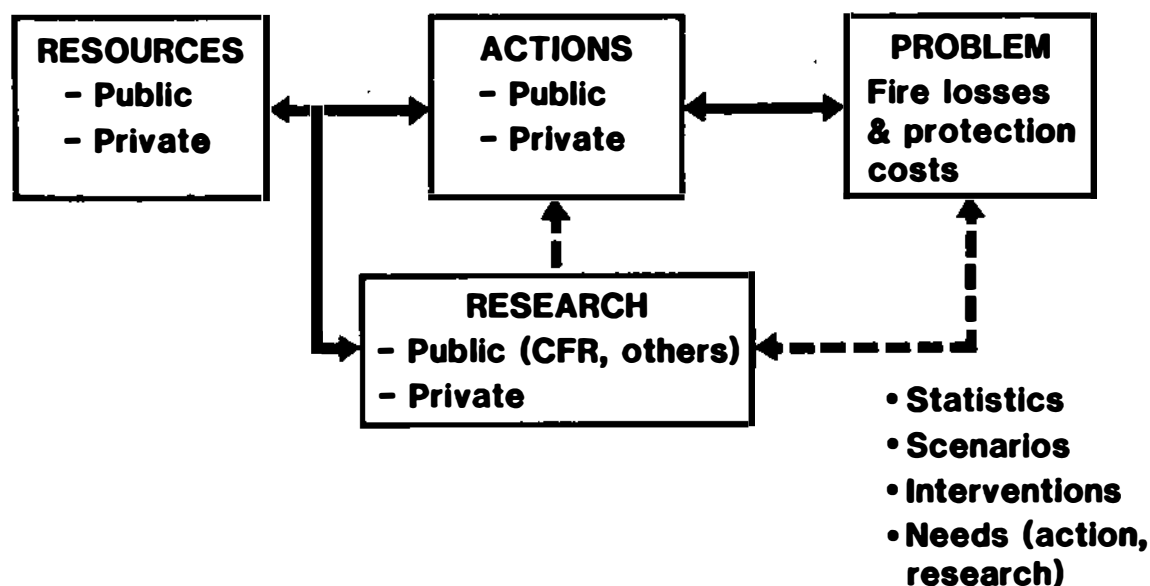 RESOURCES
– Public
– Private
ACTIONS
– Public
– Private
PROBLEM
Fire losses
& protection
costs
RESEARCH
– Public (CFR, others)
– Private
• Statistics
• Scenarios
• Interventions
• Needs (action,
research)